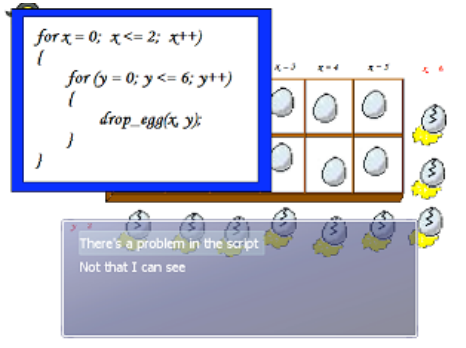 for x = 0; x <= 2; x++)
{
for (y = 0; y <= 6; y++)
{
drop_egg(x, y);
}
}
x = 3 x = 4 x = 5 x 6
There's a problem in the script
Not that I can see